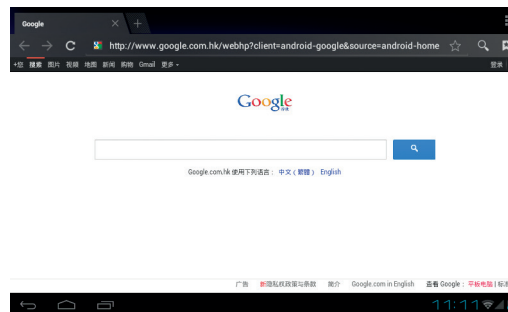 Google
http://www.google.com.hk/webhp?client=android-google&source=android-home
+您 搜索 图片 视频 地图 新闻 购物 Gmail 更多
登录
Google
Google.com.hk 使用下列语言： 中文 (繁體) English
广告 新隐私权政策与条款 简介 Google.com in English 查看 Google： 平板电脑 | 标准
11:11